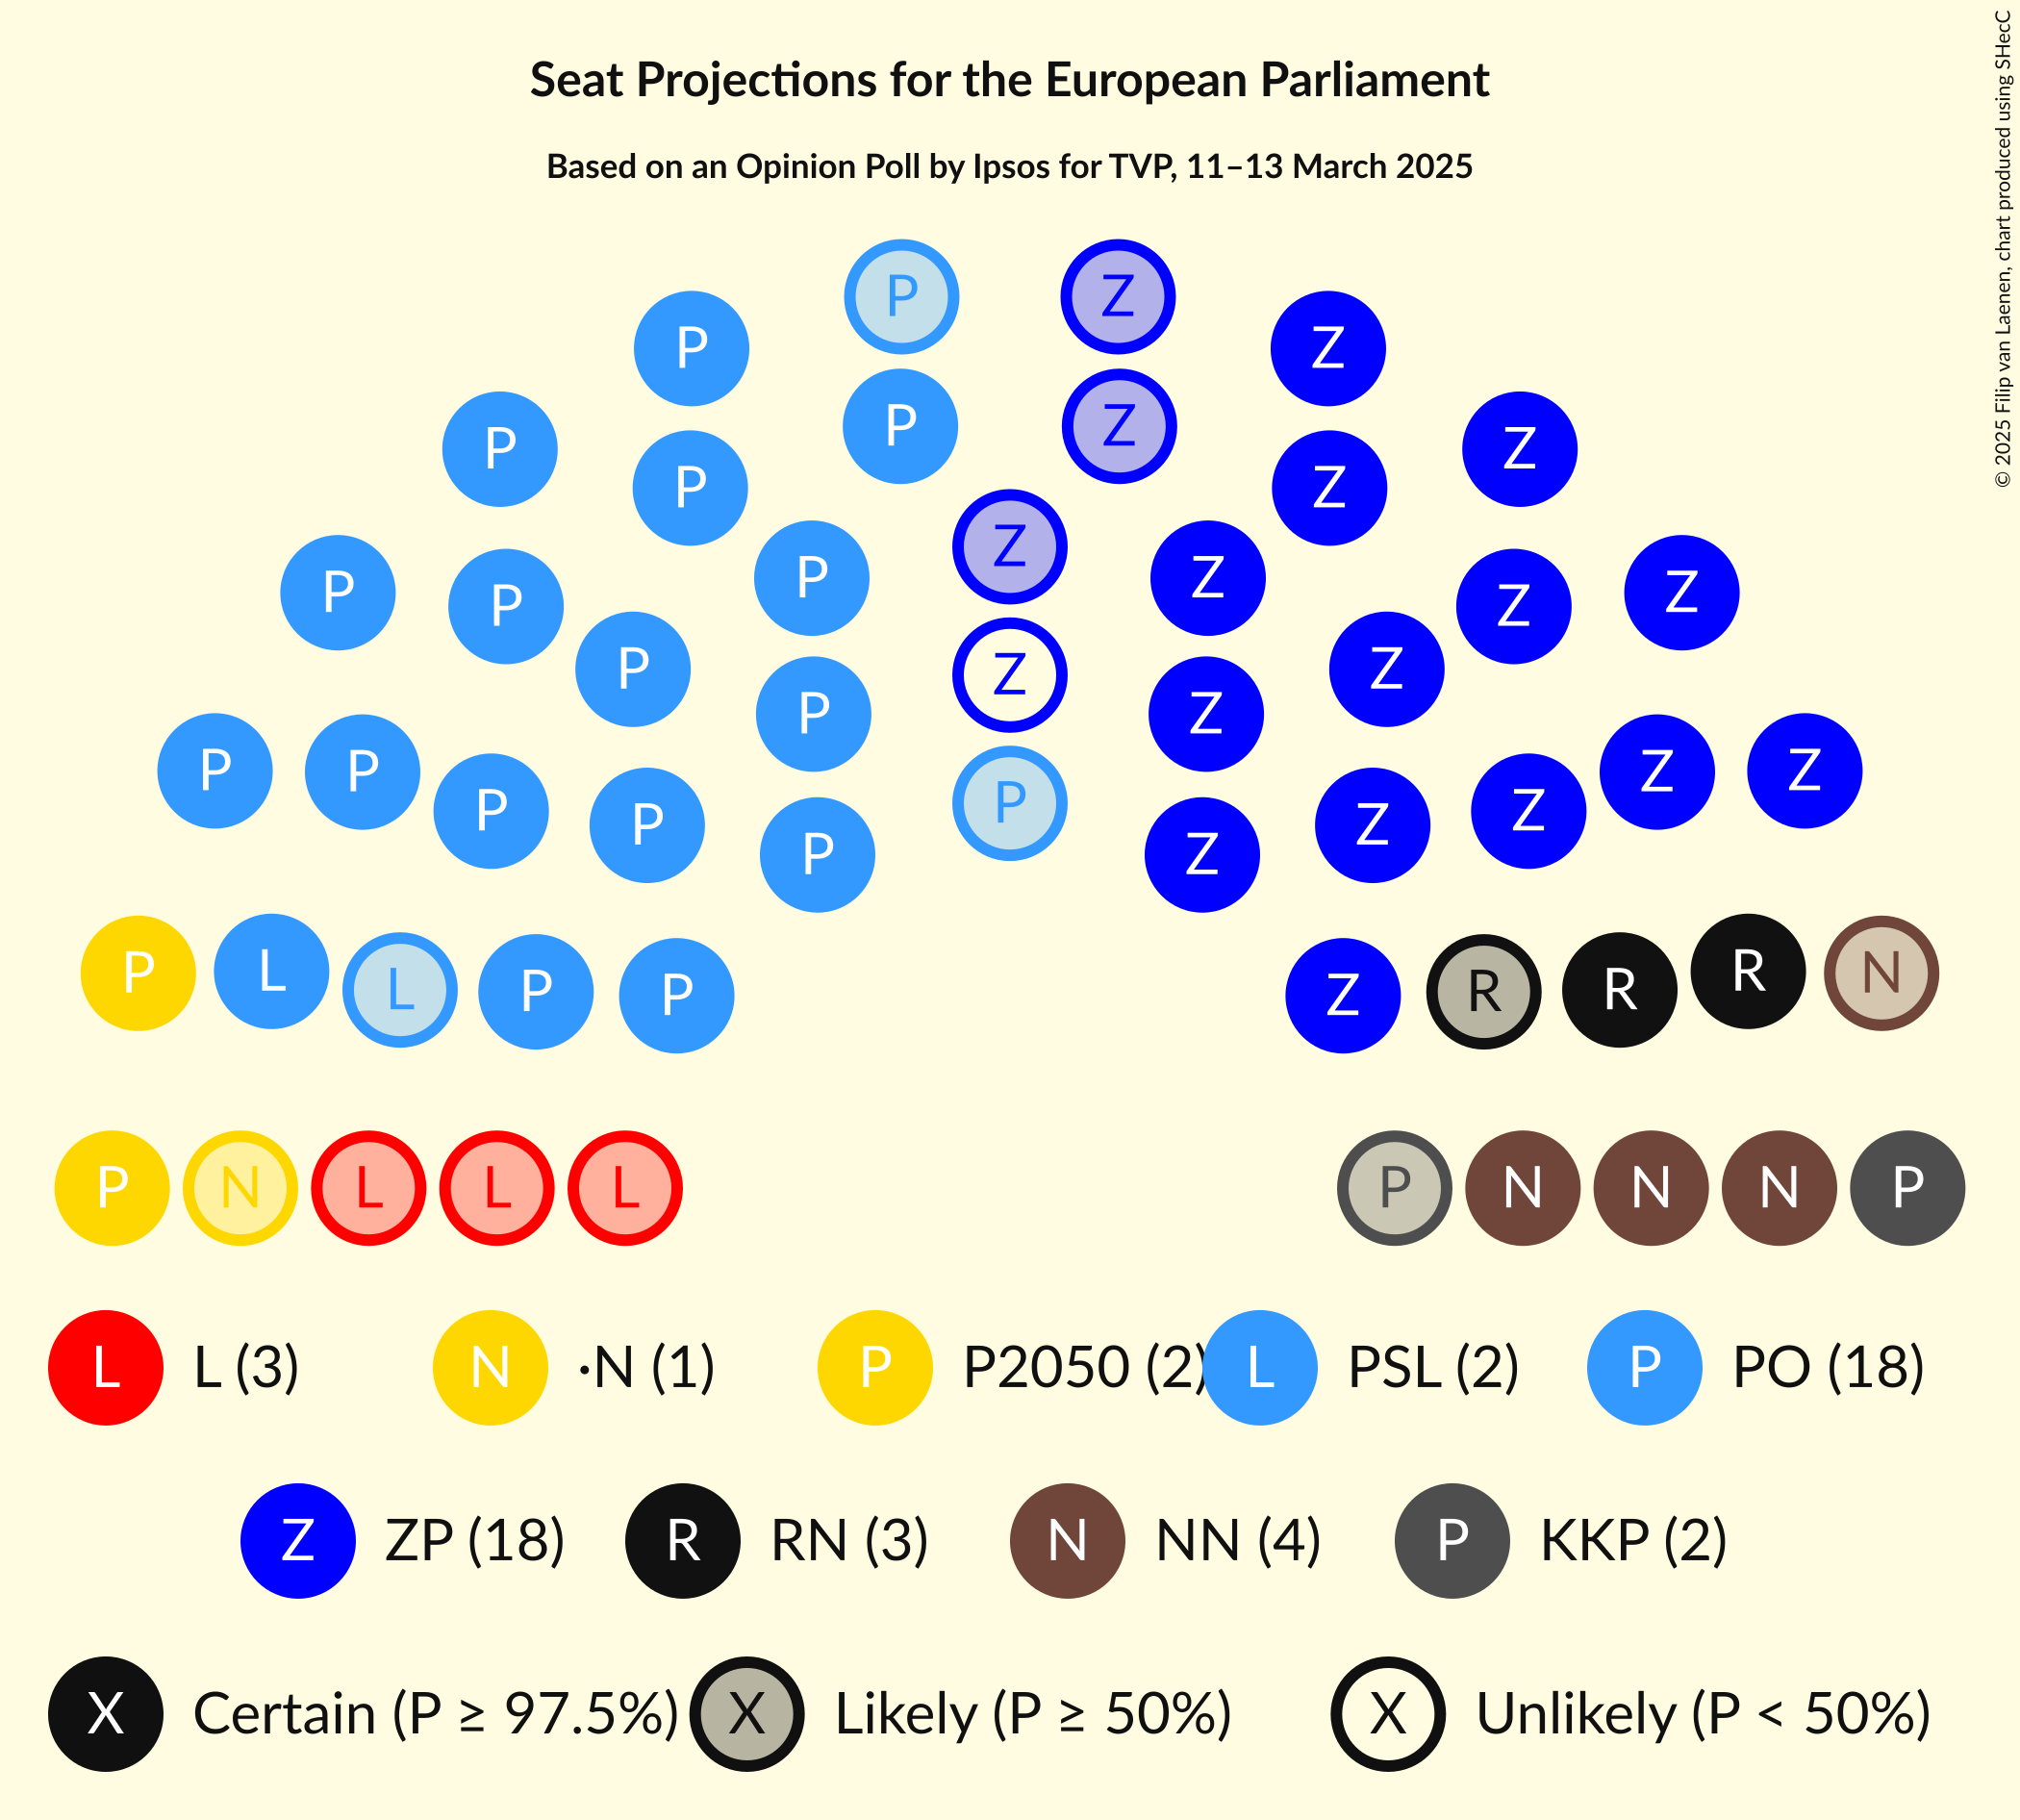 Seat Projections for the European Parliament
Based on an Opinion Poll by Ipsos for TVP, 11–13 March 2025
© 2025 Filip van Laenen, chart produced using SHecC
P Z
P Z
P Z
P Z
P Z
P Z
Z
P Z
P Z
P Z
P Z
Z
P Z
P P Z Z
P
P Z
P Z
P Z
P L L P P Z R R R N
P N L L L P N N N P
L L (3) N ·N (1) P P2050 (2) L PSL (2) P PO (18)
Z ZP (18) R RN (3) N NN (4) P KKP (2)
X Certain (P ≥ 97.5%) X Likely (P ≥ 50%) X Unlikely (P < 50%)